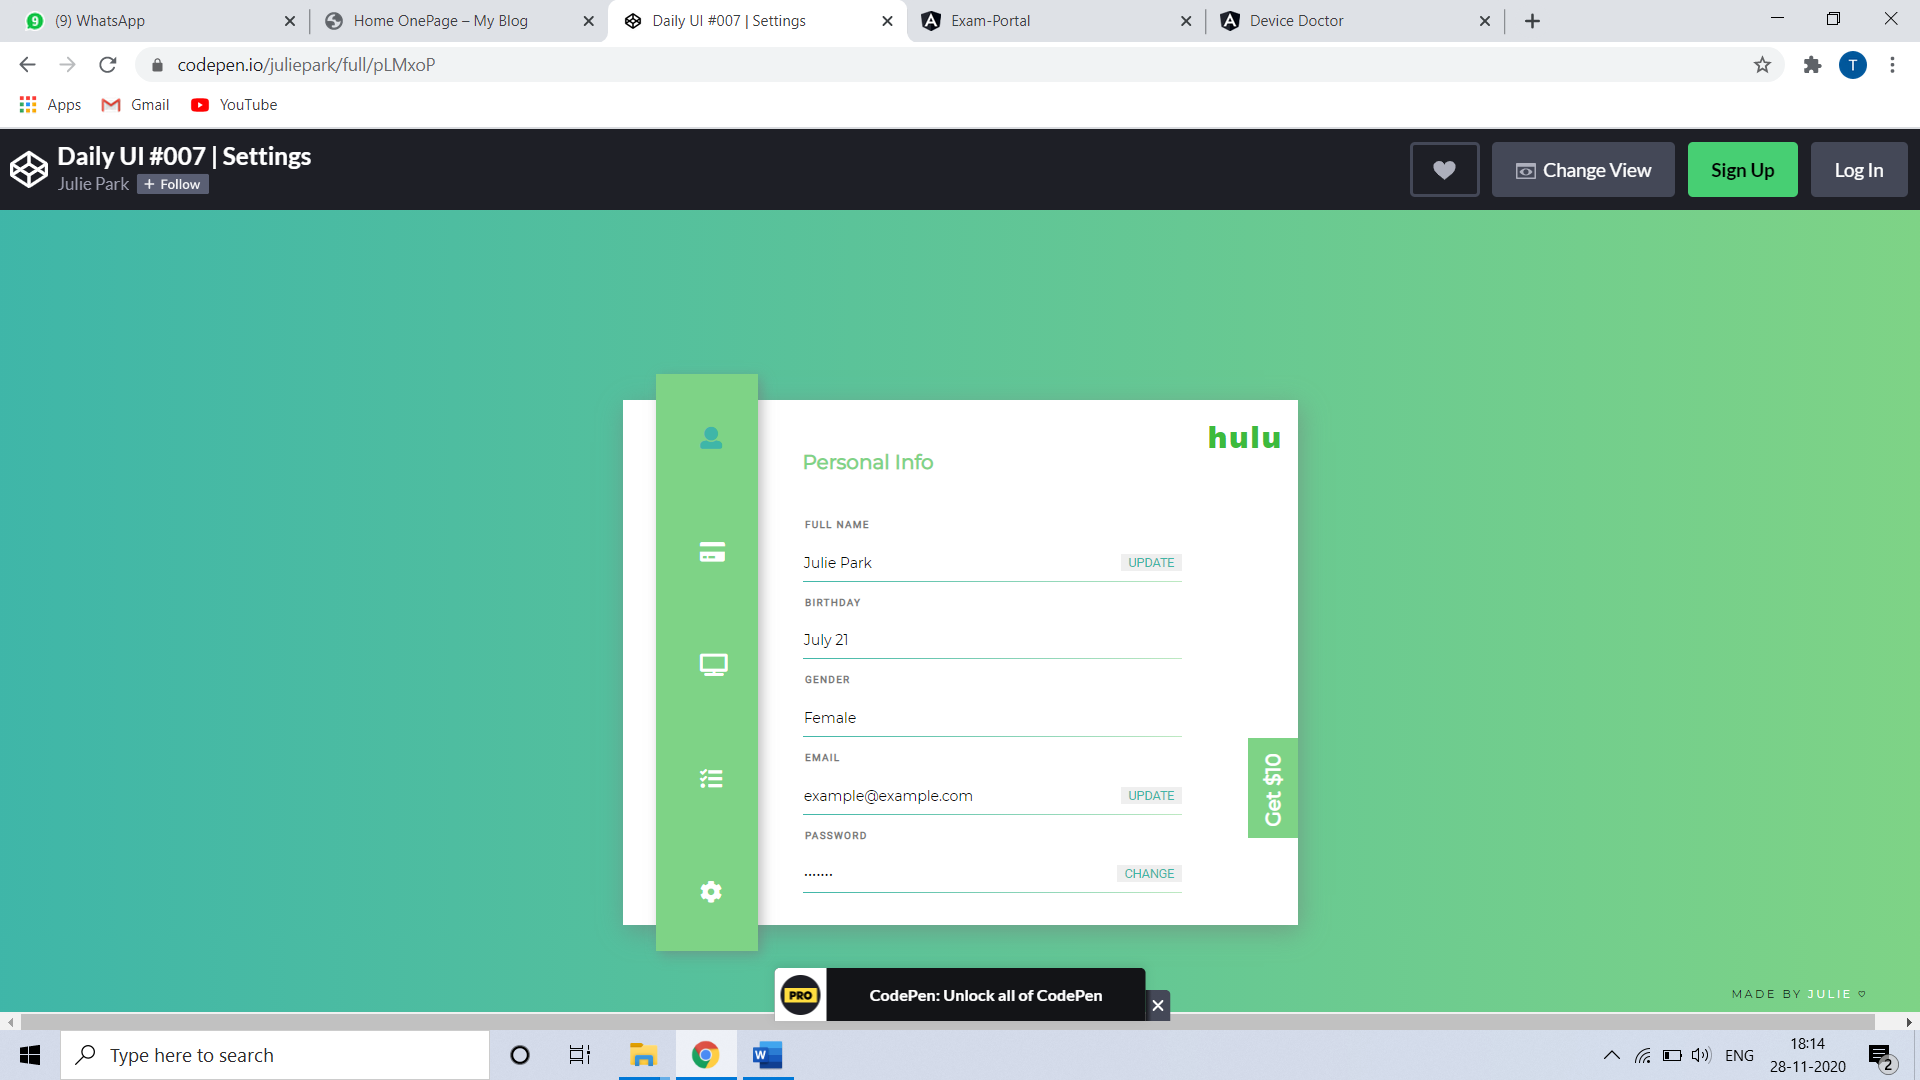 (9) WhatsApp
Home OnePage – My Blog
Daily UI #007 | Settings
Exam-Portal
Device Doctor
codepen.io/juliepark/full/pLMxoP
T
Apps
Gmail
YouTube
Daily UI #007 | Settings
Julie Park
+ Follow
Change View
Sign Up
Log In
hulu
Personal Info
FULL NAME
Julie Park
UPDATE
BIRTHDAY
July 21
GENDER
Female
EMAIL
example@example.com
UPDATE
PASSWORD
·······
CHANGE
Get $10
PRO
CodePen: Unlock all of CodePen
MADE BY JULIE ♡
Type here to search
W
ENG
18:14
28-11-2020
2